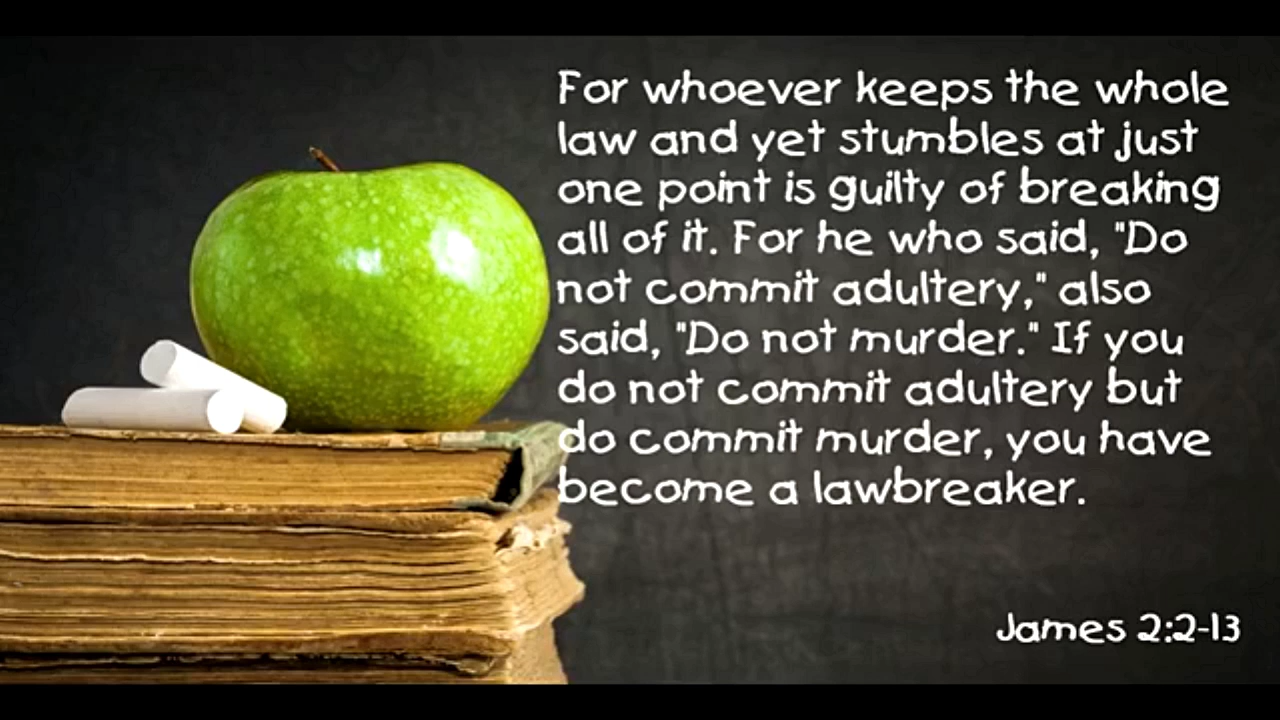 For whoever keeps the whole
law and yet stumbles at just
one point is guilty of breaking
all of it. For he who said, "Do
not commit adultery," also
said, "Do not murder." If you
do not commit adultery but
do commit murder, you have
become a lawbreaker.
James 2:2-13